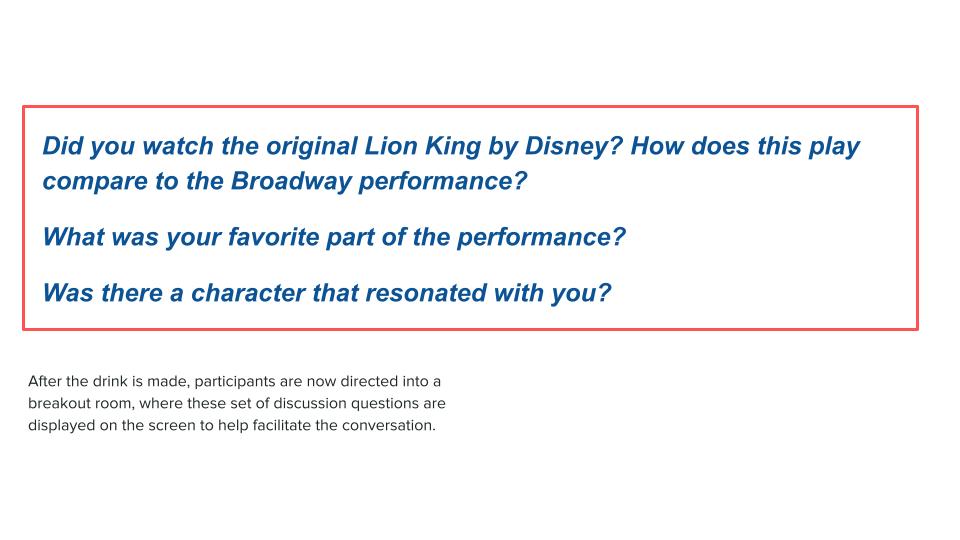 Did you watch the original Lion King by Disney? How does this play
compare to the Broadway performance?
What was your favorite part of the performance?
Was there a character that resonated with you?
After the drink is made, participants are now directed into a
breakout room, where these set of discussion questions are
displayed on the screen to help facilitate the conversation.